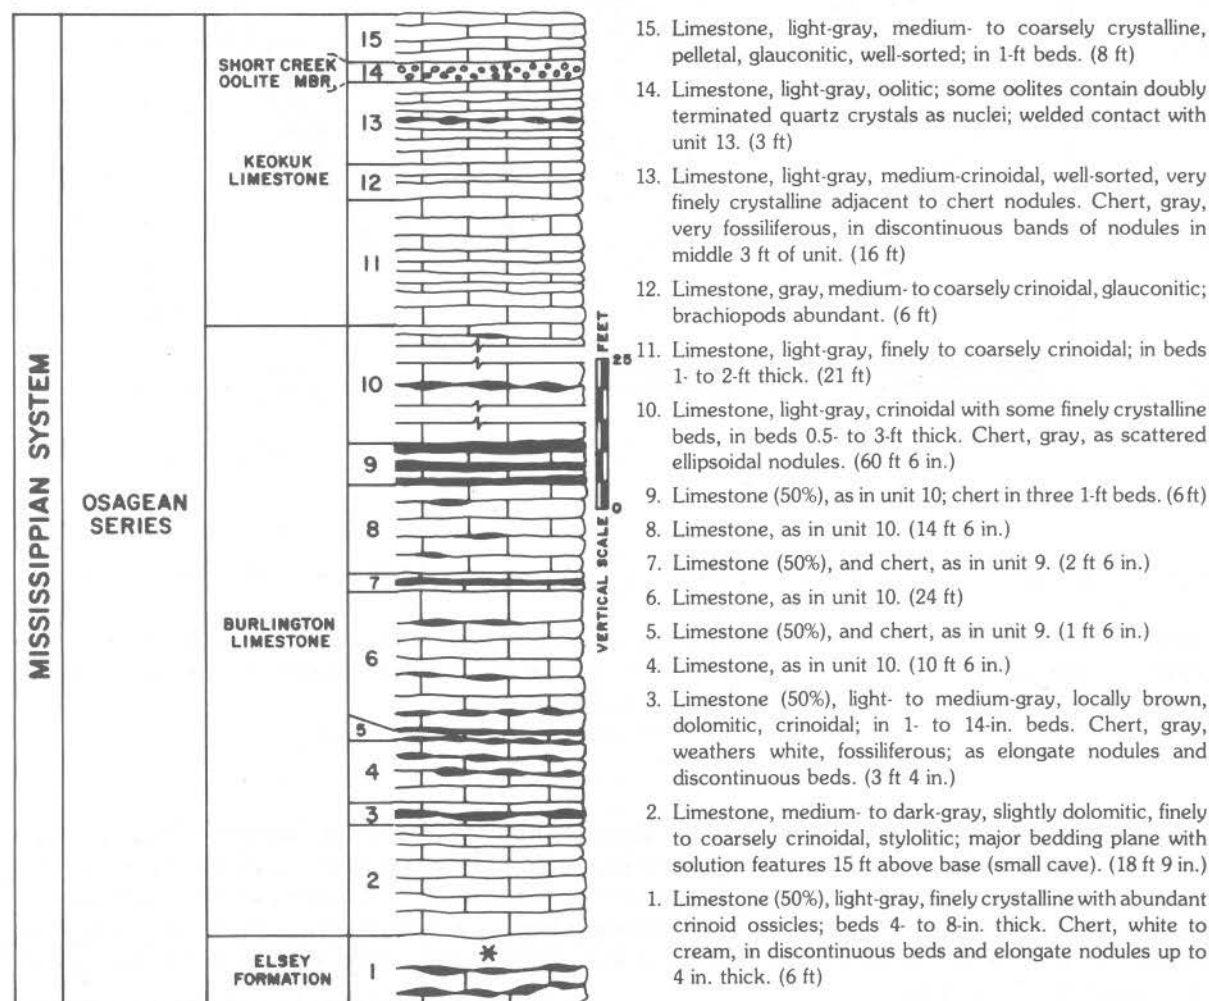 MISSISSIPPIAN SYSTEM
OSAGEAN
SERIES
SHORT CREEK
OOLITE MBR.
KEOKUK
LIMESTONE
BURLINGTON
LIMESTONE
ELSEY
FORMATION
15
14
13
12
11
10
9
8
7
6
5
4
3
2
1
*
VERTICAL SCALE
0
25
FEET
15. Limestone, light-gray, medium- to coarsely crystalline,
pelletal, glauconitic, well-sorted; in 1-ft beds. (8 ft)
14. Limestone, light-gray, oolitic; some oolites contain doubly
terminated quartz crystals as nuclei; welded contact with
unit 13. (3 ft)
13. Limestone, light-gray, medium-crinoidal, well-sorted, very
finely crystalline adjacent to chert nodules. Chert, gray,
very fossiliferous, in discontinuous bands of nodules in
middle 3 ft of unit. (16 ft)
12. Limestone, gray, medium- to coarsely crinoidal, glauconitic;
brachiopods abundant. (6 ft)
11. Limestone, light-gray, finely to coarsely crinoidal; in beds
1- to 2-ft thick. (21 ft)
10. Limestone, light-gray, crinoidal with some finely crystalline
beds, in beds 0.5- to 3-ft thick. Chert, gray, as scattered
ellipsoidal nodules. (60 ft 6 in.)
9. Limestone (50%), as in unit 10; chert in three 1-ft beds. (6 ft)
8. Limestone, as in unit 10. (14 ft 6 in.)
7. Limestone (50%), and chert, as in unit 9. (2 ft 6 in.)
6. Limestone, as in unit 10. (24 ft)
5. Limestone (50%), and chert, as in unit 9. (1 ft 6 in.)
4. Limestone, as in unit 10. (10 ft 6 in.)
3. Limestone (50%), light- to medium-gray, locally brown,
dolomitic, crinoidal; in 1- to 14-in. beds. Chert, gray,
weathers white, fossiliferous; as elongate nodules and
discontinuous beds. (3 ft 4 in.)
2. Limestone, medium- to dark-gray, slightly dolomitic, finely
to coarsely crinoidal, stylolitic; major bedding plane with
solution features 15 ft above base (small cave). (18 ft 9 in.)
1. Limestone (50%), light-gray, finely crystalline with abundant
crinoid ossicles; beds 4- to 8-in. thick. Chert, white to
cream, in discontinuous beds and elongate nodules up to
4 in. thick. (6 ft)